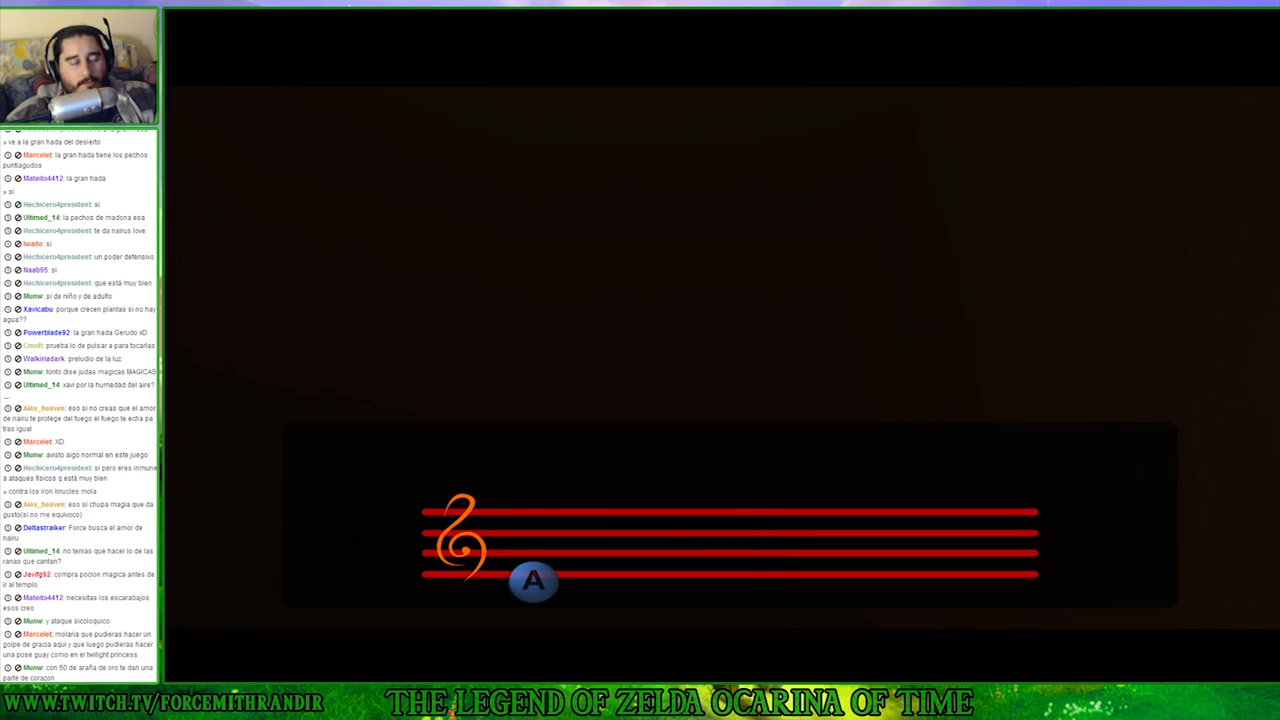 » ve a la gran hada del desierto
Marcelet: la gran hada tiene los pechos
puntiagudos
Mateito4412: la gran hada
» si
Hechicero4president: si
Ultimed_14: la pechos de madona esa
Hechicero4president: te da nairus love
Iwaito: si
Hechicero4president: un poder defensivo
Naab95: si
Hechicero4president: que está muy bien
Munw: si de niño y de adulto
Xavicabu: porque crecen plantas si no hay
agua??
Powerblade92: la gran hada Gerudo xD
Cmoft: prueba lo de pulsar a para tocarlas
Walkiriadark: preludio de la luz
Munw: tonto dise judas magicas MAGICAS
Ultimed_14: xavi por la humedad del aire?
._.
Alex_heaven: eso si no creas que el amor
de nairu te protege del fuego el fuego te echa pa
tras igual
Marcelet: XD
Munw: avisto algo normal en este juego
Hechicero4president: si pero eres inmune
a ataques fisicos q está muy bien
» contra los iron knucles mola
Alex_heaven: eso si chupa magia que da
gusto(si no me equivoco)
Deltastraiker: Force busca el amor de
nairu
Ultimed_14: no tenias que hacer lo de las
ranas que cantan?
Javifg92: compra pocion magica antes de
ir al templo
Mateito4412: necesitas los escarabajos
esos creo
Munw: y ataque sicoloquico
Marcelet: molaria que pudieras hacer un
golpe de gracia aqui y que luego pudieras hacer
una pose guay como en el twilight princess
Munw: con 50 de araña de oro te dan una
parte de corazon
A
WWW.TWITCH.TV/FORCEMITHRANDIR
THE LEGEND OF ZELDA OCARINA OF TIME